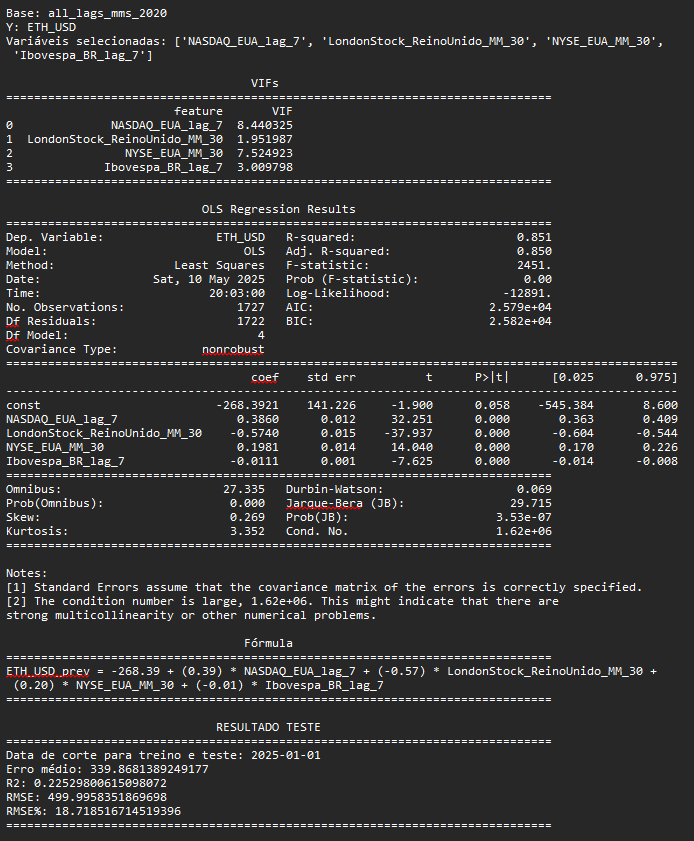 Base: all_lags_mms_2020
Y: ETH_USD
Variáveis selecionadas: ['NASDAQ_EUA_lag_7', 'LondonStock_ReinoUnido_MM_30', 'NYSE_EUA_MM_30',
'Ibovespa_BR_lag_7']
VIFs
==============================================================================
feature VIF
0 NASDAQ_EUA_lag_7 8.440325
1 LondonStock_ReinoUnido_MM_30 1.951987
2 NYSE_EUA_MM_30 7.524923
3 Ibovespa_BR_lag_7 3.009798
==============================================================================
OLS Regression Results
==============================================================================
Dep. Variable: ETH_USD R-squared: 0.851
Model: OLS Adj. R-squared: 0.850
Method: Least Squares F-statistic: 2451.
Date: Sat, 10 May 2025 Prob (F-statistic): 0.00
Time: 20:03:00 Log-Likelihood: -12891.
No. Observations: 1727 AIC: 2.579e+04
Df Residuals: 1722 BIC: 2.582e+04
Df Model: 4
Covariance Type: nonrobust
================================================================================================
coef std err t P>|t| [0.025 0.975]
------------------------------------------------------------------------------------------------
const -268.3921 141.226 -1.900 0.058 -545.384 8.600
NASDAQ_EUA_lag_7 0.3860 0.012 32.251 0.000 0.363 0.409
LondonStock_ReinoUnido_MM_30 -0.5740 0.015 -37.937 0.000 -0.604 -0.544
NYSE_EUA_MM_30 0.1981 0.014 14.040 0.000 0.170 0.226
Ibovespa_BR_lag_7 -0.0111 0.001 -7.625 0.000 -0.014 -0.008
==============================================================================
Omnibus: 27.335 Durbin-Watson: 0.069
Prob(Omnibus): 0.000 Jarque-Bera (JB): 29.715
Skew: 0.269 Prob(JB): 3.53e-07
Kurtosis: 3.352 Cond. No. 1.62e+06
==============================================================================
Notes:
[1] Standard Errors assume that the covariance matrix of the errors is correctly specified.
[2] The condition number is large, 1.62e+06. This might indicate that there are
strong multicollinearity or other numerical problems.
Fórmula
==============================================================================
ETH_USD_prev = -268.39 + (0.39) * NASDAQ_EUA_lag_7 + (-0.57) * LondonStock_ReinoUnido_MM_30 +
(0.20) * NYSE_EUA_MM_30 + (-0.01) * Ibovespa_BR_lag_7
==============================================================================
RESULTADO TESTE
==============================================================================
Data de corte para treino e teste: 2025-01-01
Erro médio: 339.8681389249177
R2: 0.22529800615098072
RMSE: 499.9958351869698
RMSE%: 18.718516714519396
==============================================================================